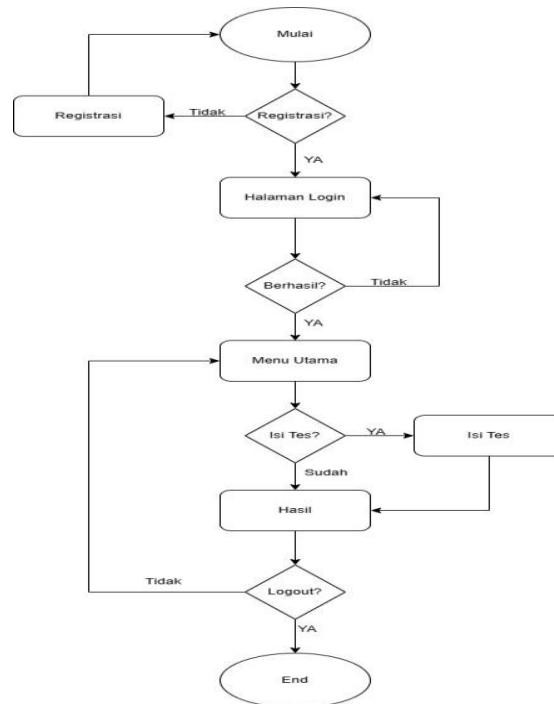 Mulai
Registrasi
Tidak
Registrasi?
YA
Halaman Login
Berhasil?
Tidak
YA
Menu Utama
Isi Tes?
YA
Isi Tes
Sudah
Hasil
Tidak
Logout?
YA
End